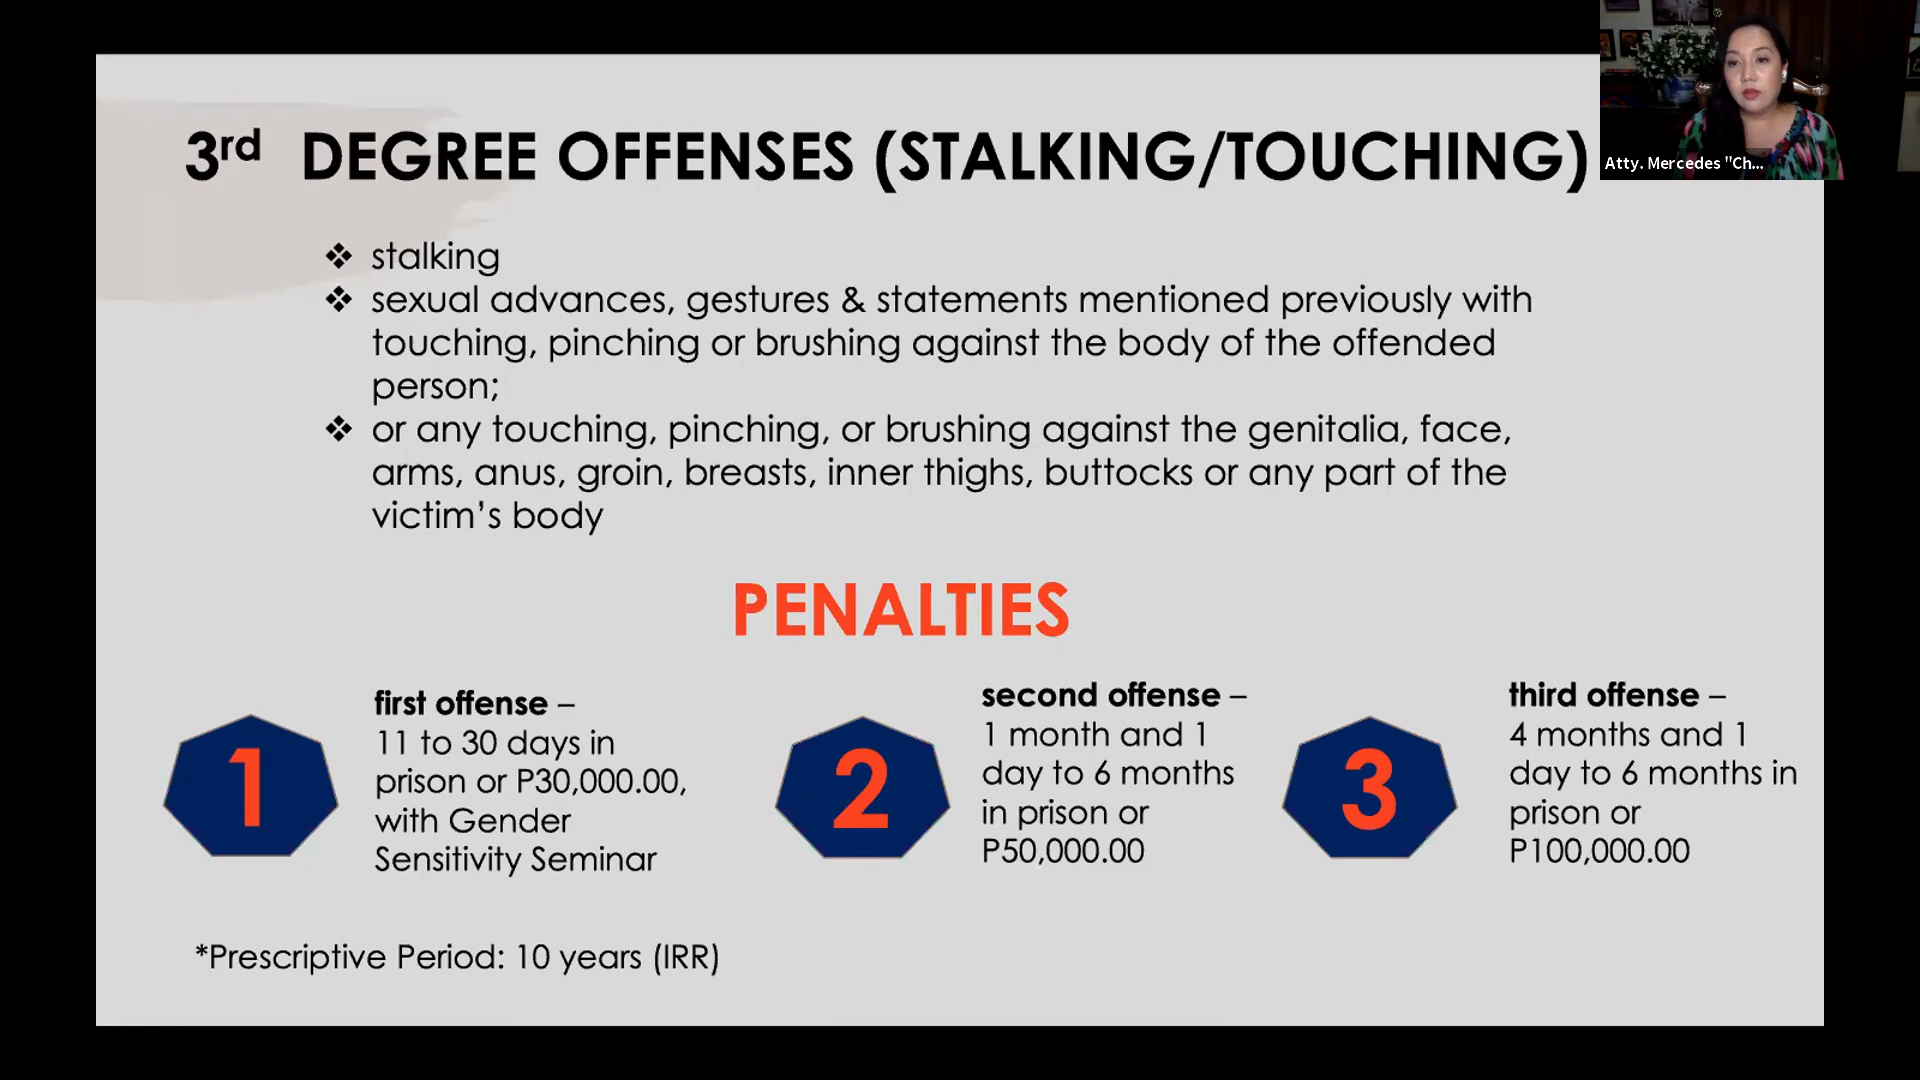 3rd DEGREE OFFENSES (STALKING/TOUCHING)
Atty. Mercedes "Ch...
❖ stalking
❖ sexual advances, gestures & statements mentioned previously with
touching, pinching or brushing against the body of the offended
person;
❖ or any touching, pinching, or brushing against the genitalia, face,
arms, anus, groin, breasts, inner thighs, buttocks or any part of the
victim’s body
PENALTIES
1
first offense –
11 to 30 days in
prison or P30,000.00,
with Gender
Sensitivity Seminar
2
second offense –
1 month and 1
day to 6 months
in prison or
P50,000.00
3
third offense –
4 months and 1
day to 6 months in
prison or
P100,000.00
*Prescriptive Period: 10 years (IRR)